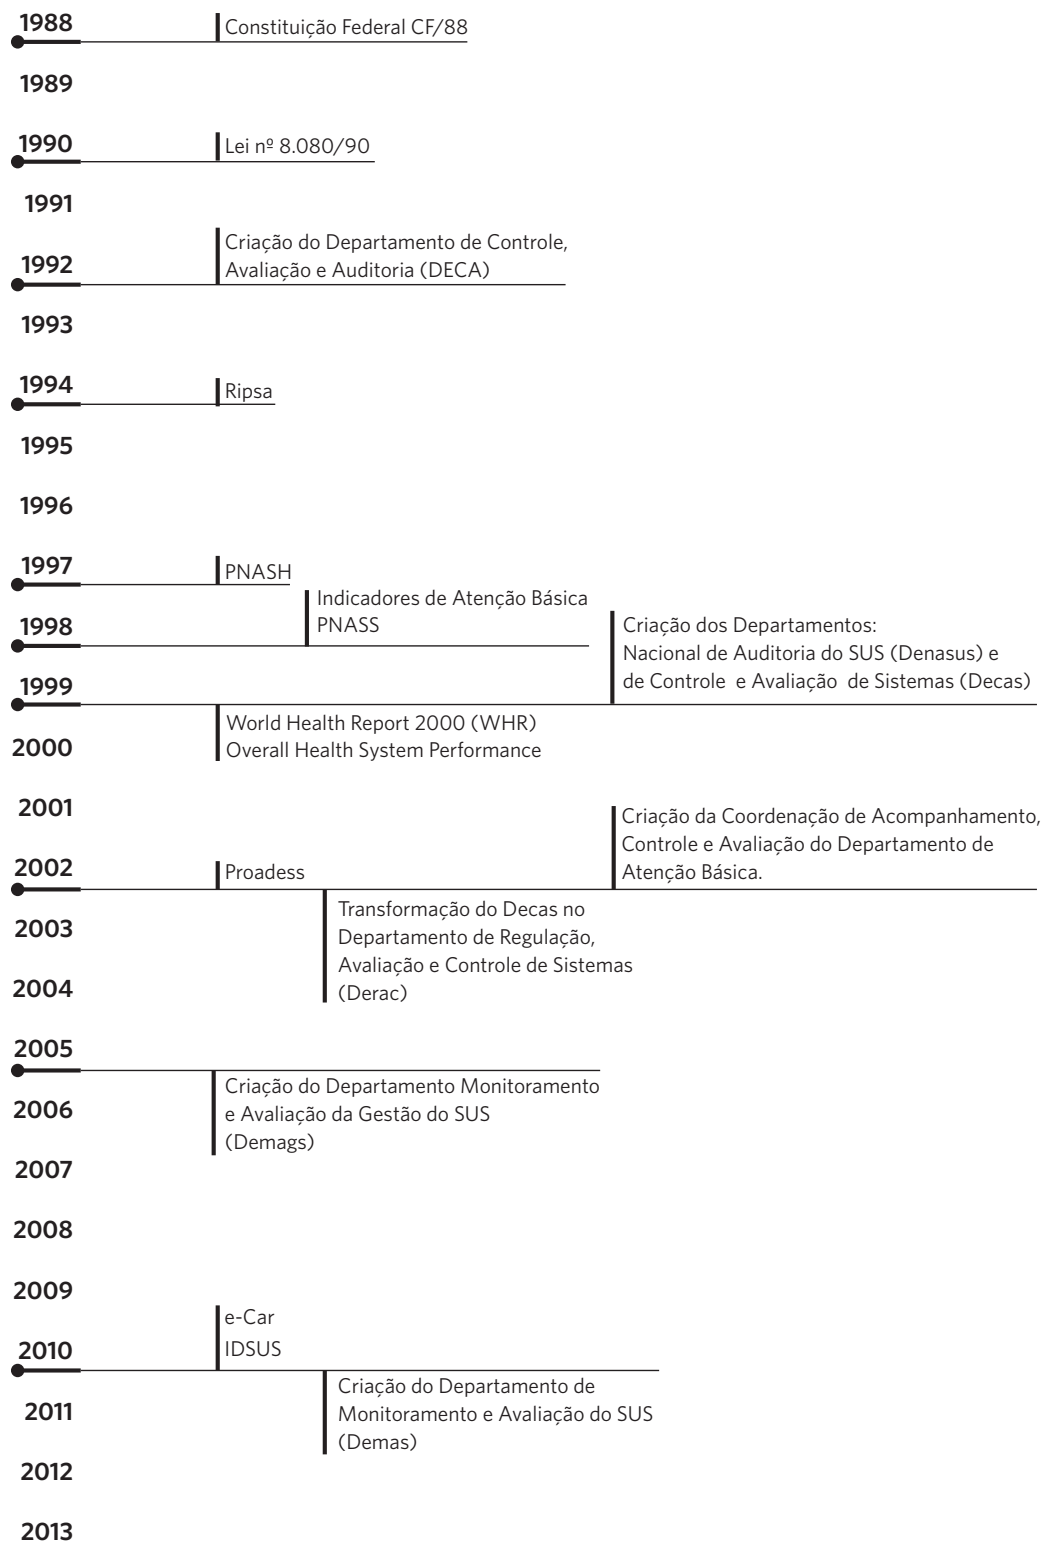 1988
Constituição Federal CF/88
1989
1990
Lei nº 8.080/90
1991
Criação do Departamento de Controle,
1992
Avaliação e Auditoria (DECA)
1993
1994
Ripsa
1995
1996
1997
PNASH
Indicadores de Atenção Básica
PNASS
1998
Criação dos Departamentos:
Nacional de Auditoria do SUS (Denasus) e
de Controle e Avaliação de Sistemas (Decas)
1999
World Health Report 2000 (WHR)
Overall Health System Performance
2000
2001
Criação da Coordenação de Acompanhamento,
Controle e Avaliação do Departamento de
Atenção Básica.
2002
Proadess
Transformação do Decas no
Departamento de Regulação,
Avaliação e Controle de Sistemas
(Derac)
2003
2004
2005
Criação do Departamento Monitoramento
e Avaliação da Gestão do SUS
(Demags)
2006
2007
2008
2009
e-Car
IDSUS
2010
Criação do Departamento de
Monitoramento e Avaliação do SUS
(Demas)
2011
2012
2013